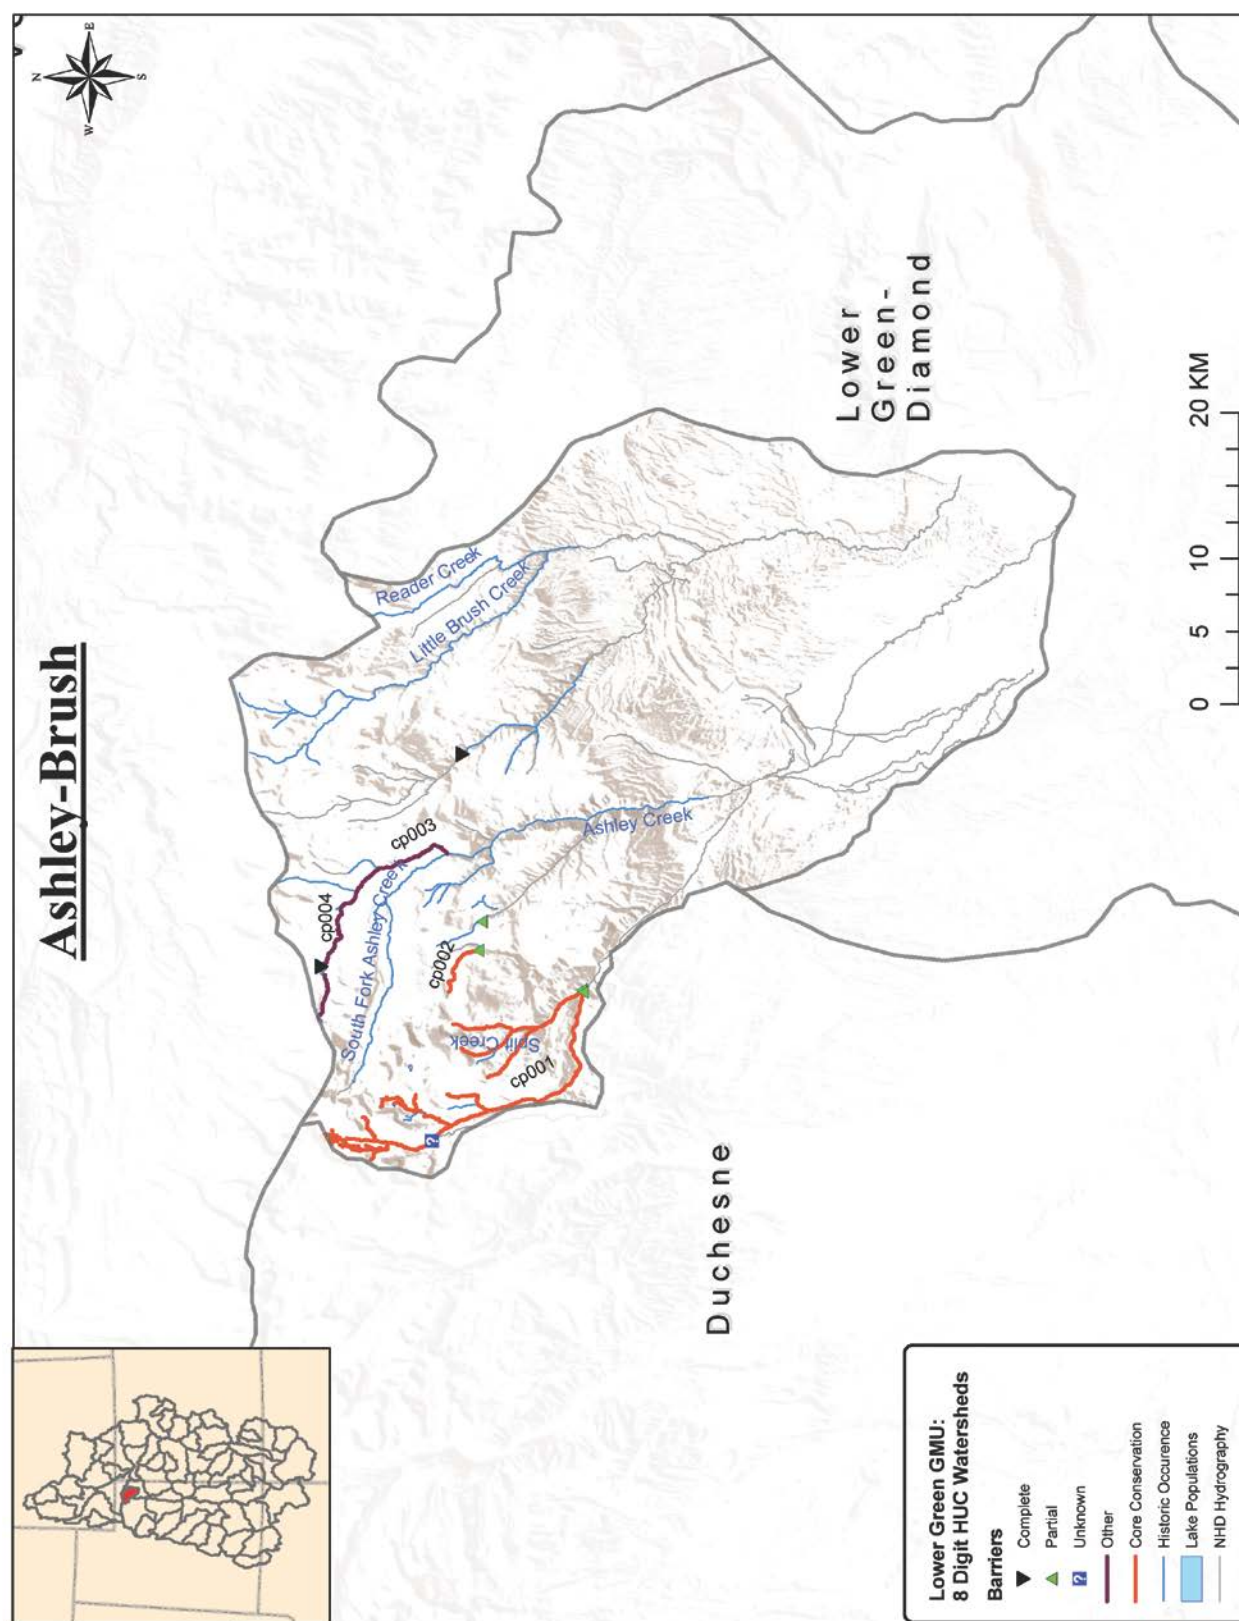 Ashley-Brush
N
E
S
W
Reader Creek
Little Brush Creek
cp003
cp004
South Fork Ashley Creek
Ashley Creek
cp002
Split Creek
cp001
Lower
Green-
Diamond
Duchesne
0 5 10 20 KM
Lower Green GMU:
8 Digit HUC Watersheds
Barriers
Complete
Partial
? Unknown
Other
Core Conservation
Historic Occurence
Lake Populations
NHD Hydrography
?